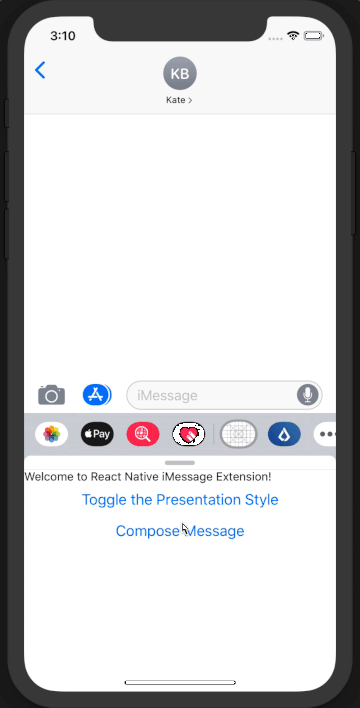 3:10
KB
Kate >
iMessage
Pay
Welcome to React Native iMessage Extension!
Toggle the Presentation Style
Compose Message